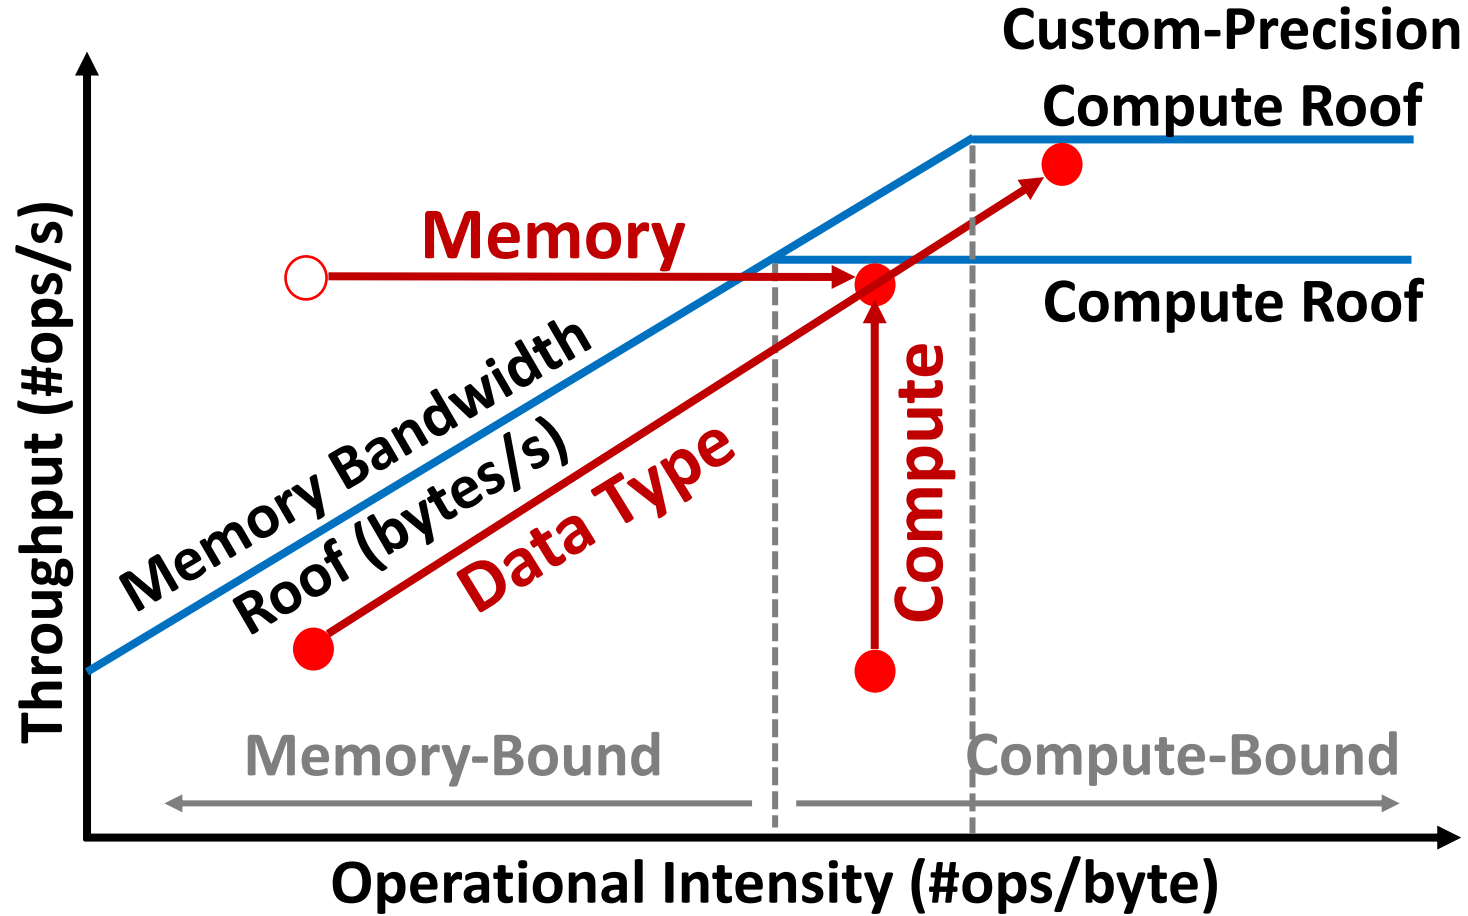 Custom-Precision
Compute Roof
Memory
Compute Roof
Throughput (#ops/s)
Memory Bandwidth
Roof (bytes/s)
Data Type
Compute
Memory-Bound
Compute-Bound
Operational Intensity (#ops/byte)